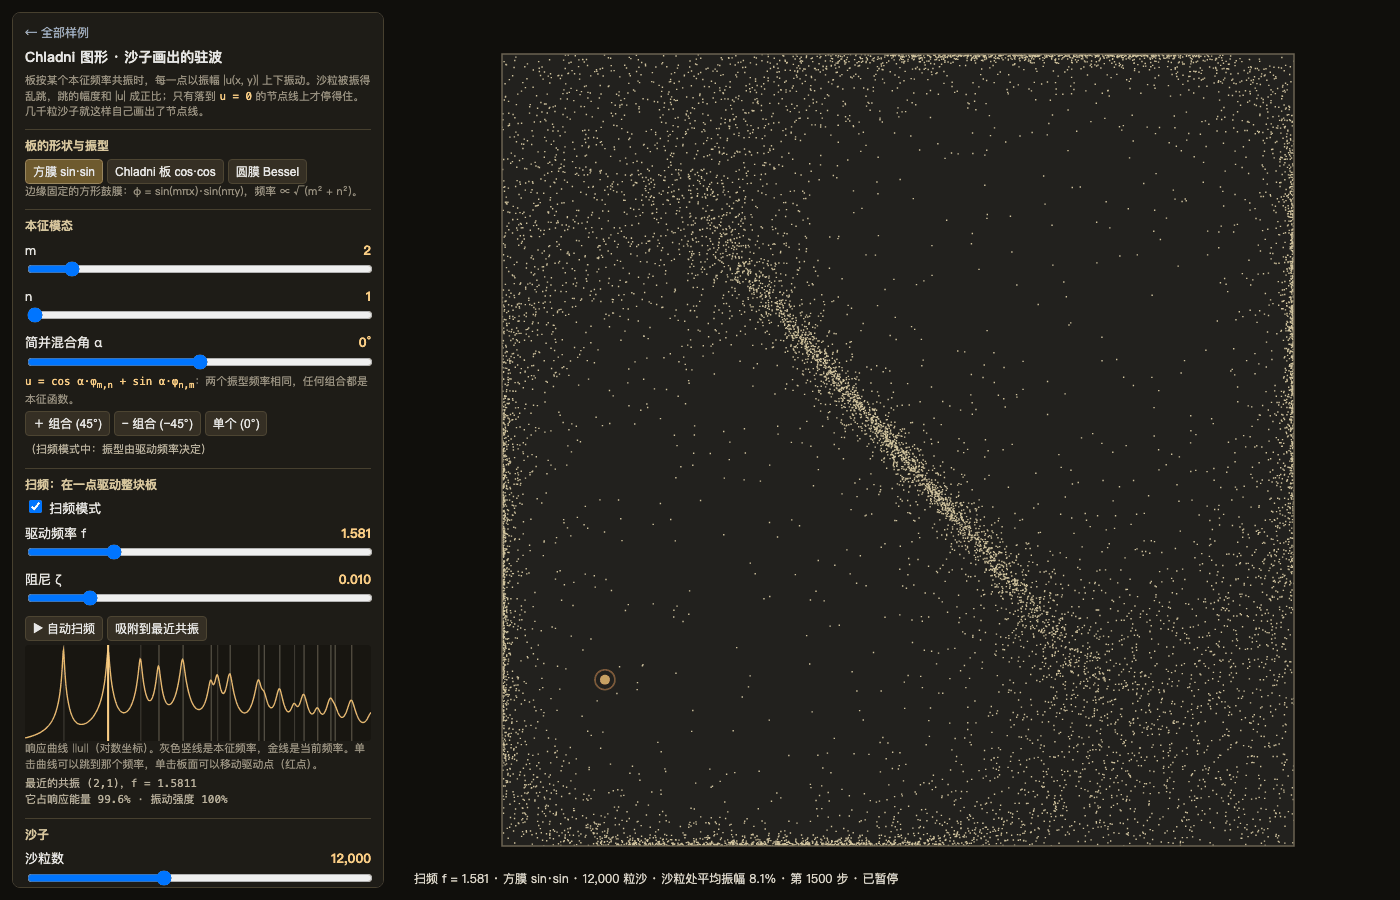 ← 全部样例
Chladni 图形 · 沙子画出的驻波
板按某个本征频率共振时，每一点以振幅 |u(x, y)| 上下振动。沙粒被振得
乱跳，跳的幅度和 |u| 成正比；只有落到 u = 0 的节点线上才停得住。
几千粒沙子就这样自己画出了节点线。
板的形状与振型
方膜 sin·sin
Chladni 板 cos·cos
圆膜 Bessel
边缘固定的方形鼓膜：φ = sin(mπx)·sin(nπy)，频率 ∝ √(m² + n²)。
本征模态
m 2
n 1
简并混合角 α 0°
u = cos α·φm,n + sin α·φn,m：两个振型频率相同，任何组合都是
本征函数。
+ 组合 (45°)
− 组合 (−45°)
单个 (0°)
（扫频模式中：振型由驱动频率决定）
扫频：在一点驱动整块板
扫频模式
驱动频率 f 1.581
阻尼 ζ 0.010
▶ 自动扫频
吸附到最近共振
响应曲线 ‖u‖（对数坐标）。灰色竖线是本征频率，金线是当前频率。单
击曲线可以跳到那个频率，单击板面可以移动驱动点（红点）。
最近的共振 (2,1)，f = 1.5811
它占响应能量 99.6% · 振动强度 100%
沙子
沙粒数 12,000
扫频 f = 1.581 · 方膜 sin·sin · 12,000 粒沙 · 沙粒处平均振幅 8.1% · 第 1500 步 · 已暂停